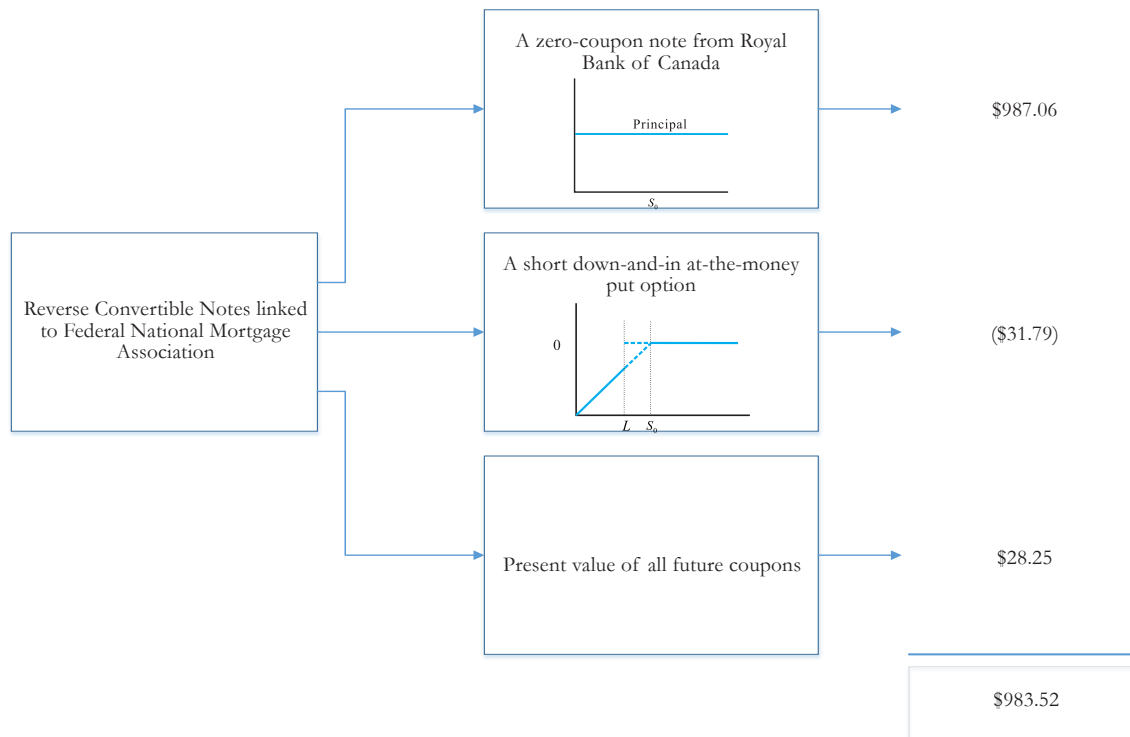 A zero-coupon note from Royal
Bank of Canada
Principal
S₀
$987.06
Reverse Convertible Notes linked
to Federal National Mortgage
Association
A short down-and-in at-the-money
put option
0
L S₀
($31.79)
Present value of all future coupons
$28.25
$983.52